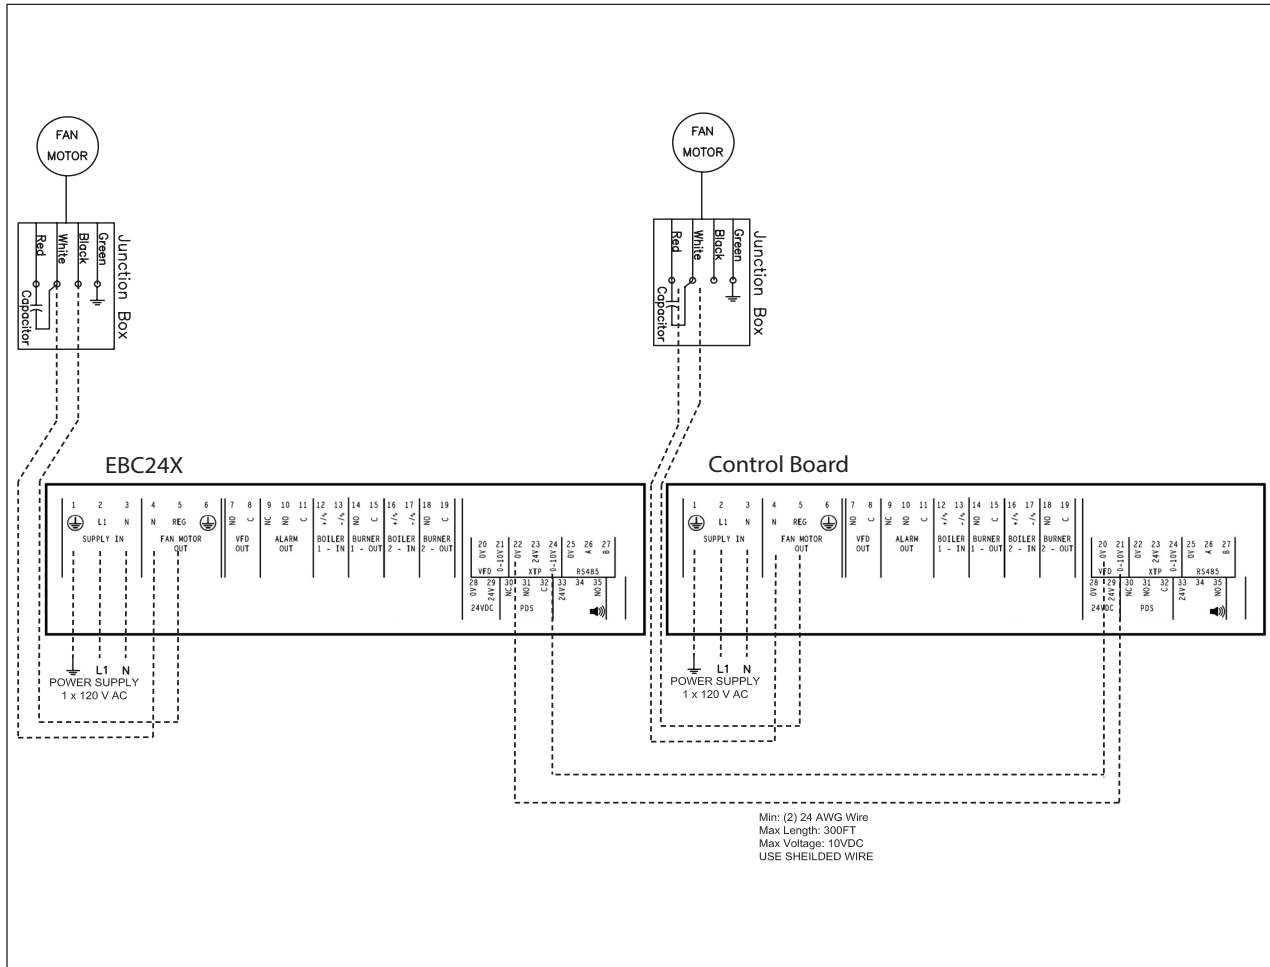 FAN
MOTOR
FAN
MOTOR
Red
White
Black
Green
Junction Box
Capacitor
Red
White
Black
Green
Junction Box
Capacitor
EBC24X
Control Board
1 2 3 4 5 6 7 8 9 10 11 12 13 14 15 16 17 18 19
L1 N N REG NO C NC NO C +/∿ -/∿ NO C +/∿ -/∿ NO C
SUPPLY IN
FAN MOTOR
OUT
VFD
OUT
ALARM
OUT
BOILER
1 - IN
BURNER
1 - OUT
BOILER
2 - IN
BURNER
2 - OUT
20 21 22 23 24 25 26 27
0V 0-10V 0V 24V 0-10V 0V A B
VFD XTP RS485
28 29 30 31 32 33 34 35
0V 24V NC NO C 24V NO
24VDC PDS
1 2 3 4 5 6 7 8 9 10 11 12 13 14 15 16 17 18 19
L1 N N REG NO C NC NO C +/∿ -/∿ NO C +/∿ -/∿ NO C
SUPPLY IN
FAN MOTOR
OUT
VFD
OUT
ALARM
OUT
BOILER
1 - IN
BURNER
1 - OUT
BOILER
2 - IN
BURNER
2 - OUT
20 21 22 23 24 25 26 27
0V 0-10V 0V 24V 0-10V 0V A B
VFD XTP RS485
28 29 30 31 32 33 34 35
0V 24V NC NO C 24V NO
24VDC PDS
L1 N
POWER SUPPLY
1 x 120 V AC
L1 N
POWER SUPPLY
1 x 120 V AC
Min: (2) 24 AWG Wire
Max Length: 300FT
Max Voltage: 10VDC
USE SHEILDED WIRE